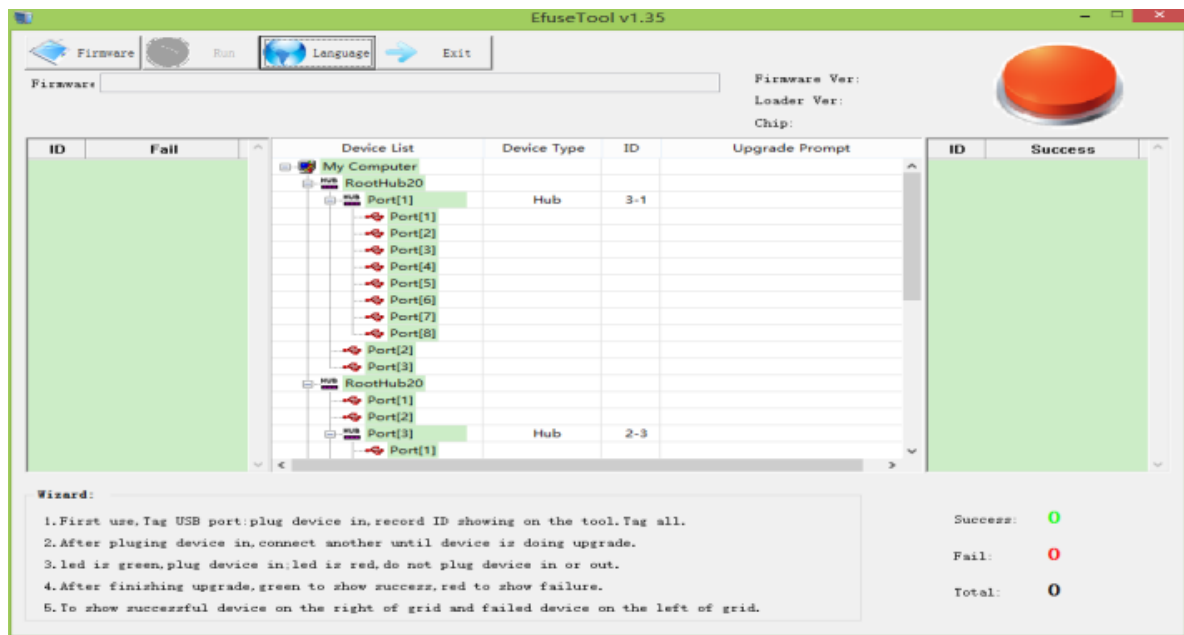 EfuseTool v1.35
Firmware Run Language Exit
Firmware
Firmware Ver:
Loader Ver:
Chip:
ID Fail
Device List Device Type ID Upgrade Prompt
My Computer
HUB RootHub20
HUB Port[1] Hub 3-1
Port[1]
Port[2]
Port[3]
Port[4]
Port[5]
Port[6]
Port[7]
Port[8]
Port[2]
Port[3]
HUB RootHub20
Port[1]
Port[2]
HUB Port[3] Hub 2-3
Port[1]
ID Success
Wizard:
1.First use,Tag USB port:plug device in,record ID showing on the tool.Tag all.
2.After pluging device in,connect another until device is doing upgrade.
3.led is green,plug device in;led is red,do not plug device in or out.
4.After finishing upgrade,green to show success,red to show failure.
5.To show successful device on the right of grid and failed device on the left of grid.
Success: 0
Fail: 0
Total: 0